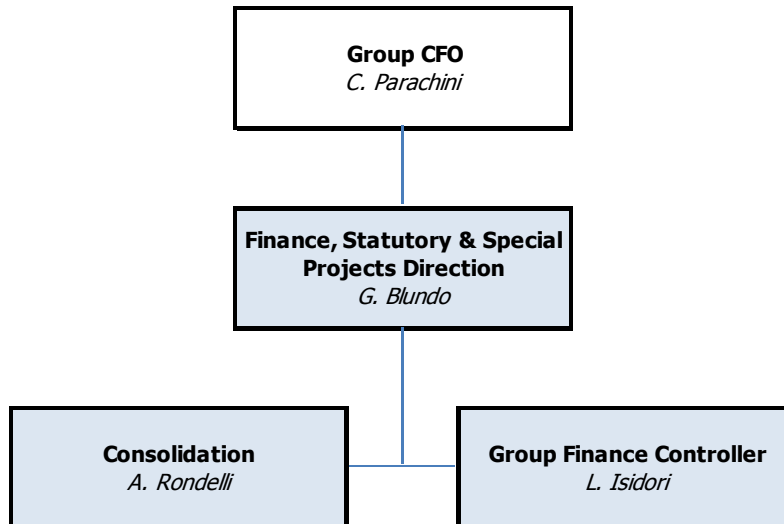 Group CFO
C. Parachini
Finance, Statutory & Special
Projects Direction
G. Blundo
Consolidation
A. Rondelli
Group Finance Controller
L. Isidori